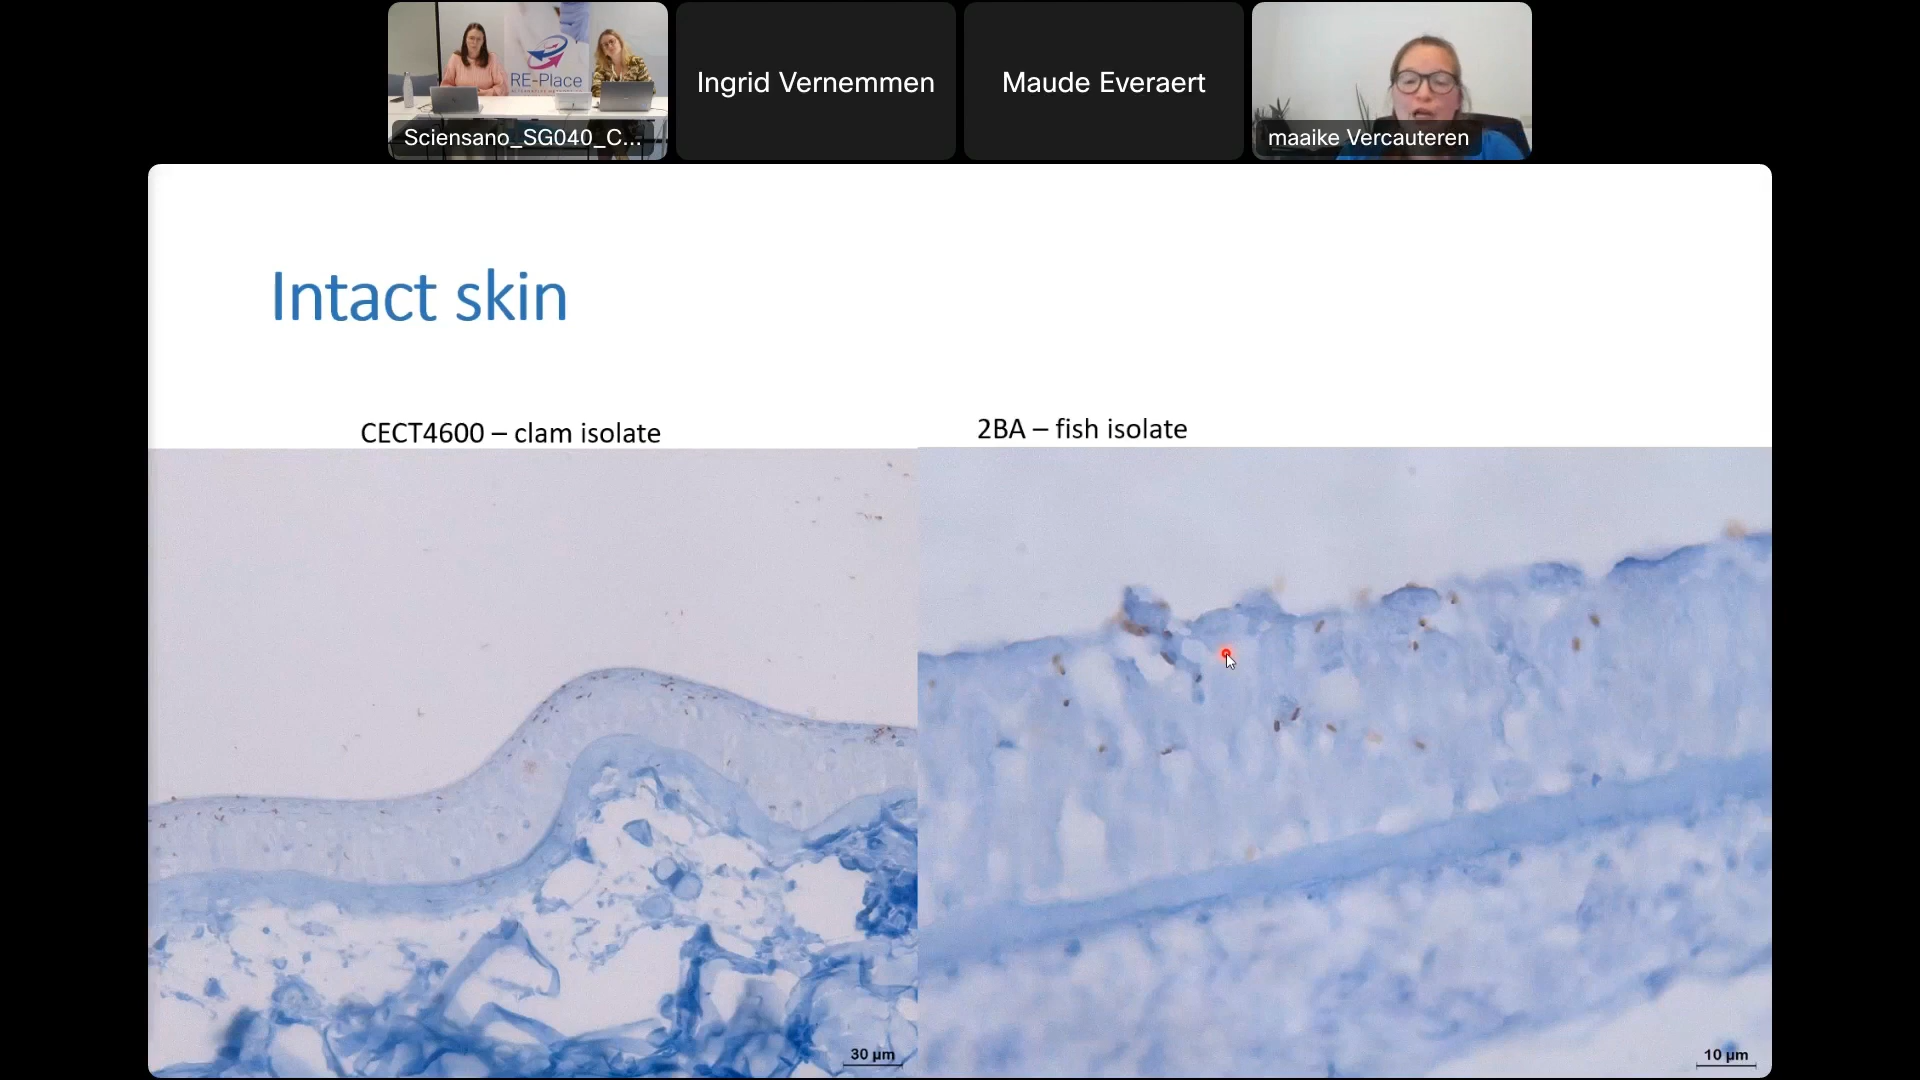 RE-Place
Sciensano_SG040_C...
Ingrid Vernemmen
Maude Everaert
maaike Vercauteren
Intact skin
CECT4600 – clam isolate
2BA – fish isolate
30 µm
10 µm